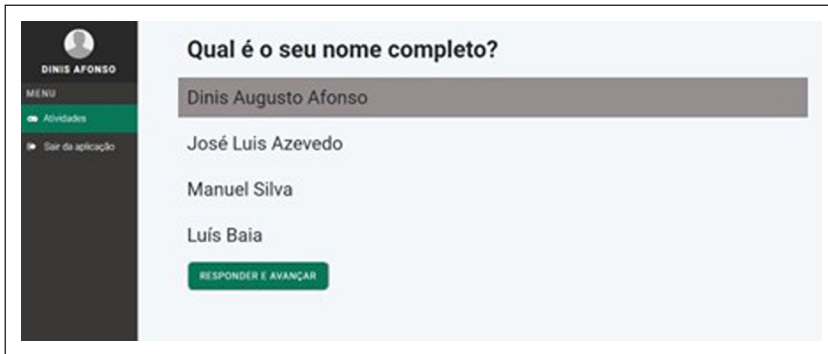 DINIS AFONSO
MENU
Atividades
Sair da aplicação
Qual é o seu nome completo?
Dinis Augusto Afonso
José Luis Azevedo
Manuel Silva
Luís Baia
RESPONDER E AVANÇAR